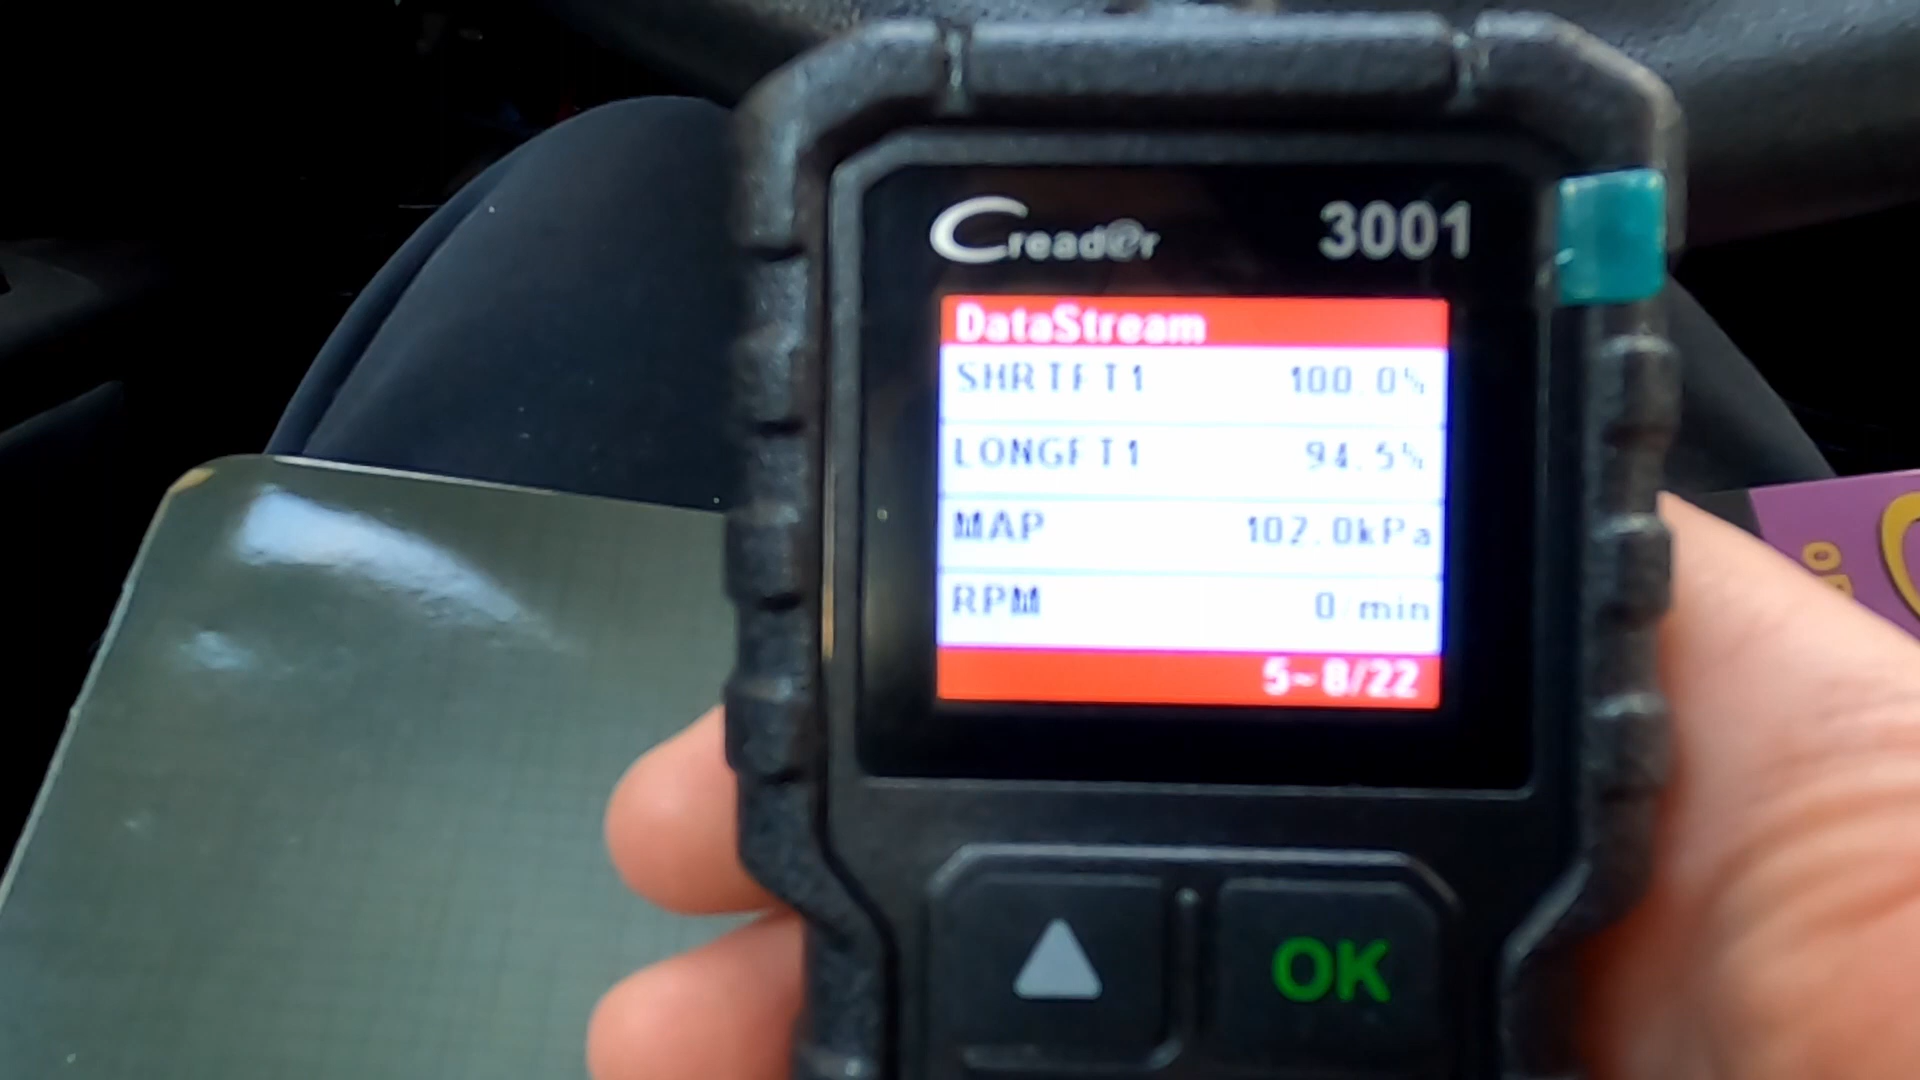 Creader 3001
DataStream
SHRTFT1 100.0%
LONGFT1 94.5%
MAP 102.0kPa
RPM 0/min
5~8/22
OK